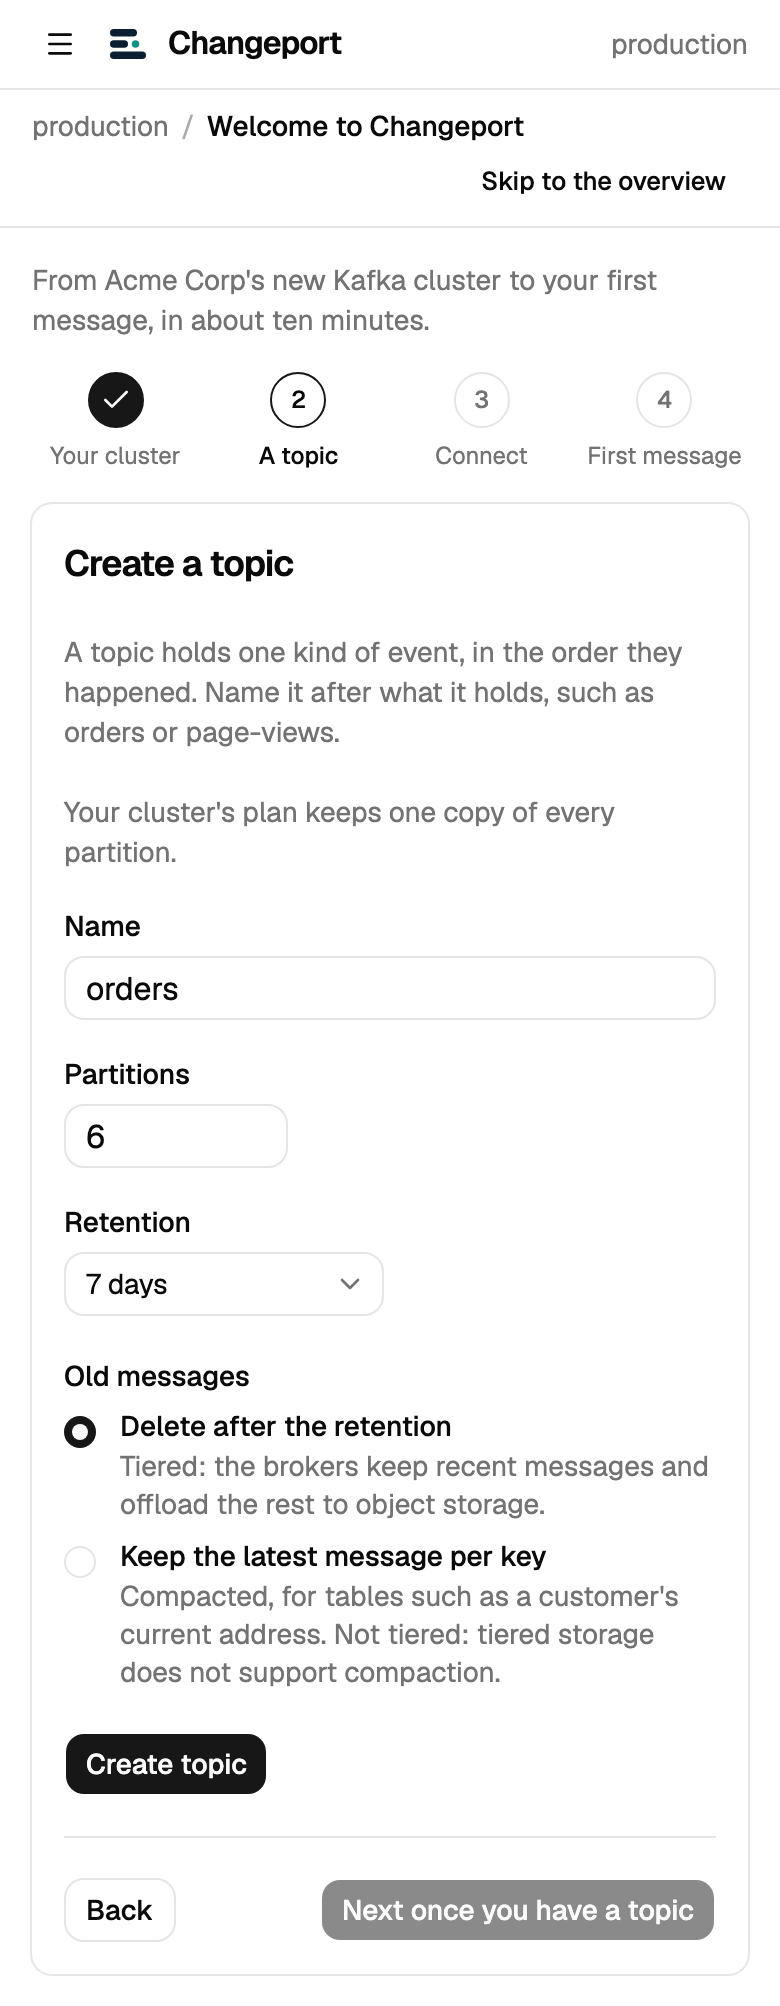 Changeport
production
production / Welcome to Changeport
Skip to the overview
From Acme Corp's new Kafka cluster to your first
message, in about ten minutes.
2
3
4
Your cluster
A topic
Connect
First message
Create a topic
A topic holds one kind of event, in the order they
happened. Name it after what it holds, such as
orders or page-views.
Your cluster's plan keeps one copy of every
partition.
Name
orders
Partitions
6
Retention
7 days
Old messages
Delete after the retention
Tiered: the brokers keep recent messages and
offload the rest to object storage.
Keep the latest message per key
Compacted, for tables such as a customer's
current address. Not tiered: tiered storage
does not support compaction.
Create topic
Back
Next once you have a topic